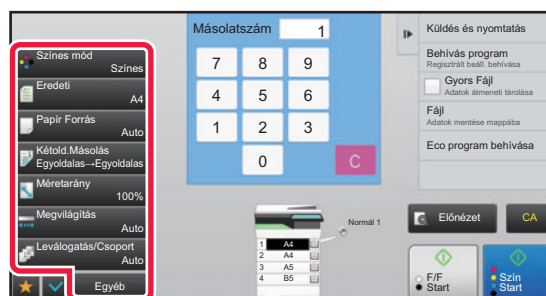 Színes mód
Színes
Eredeti
A4
Papír Forrás
Auto
Kétold.Másolás
Egyoldalas→Egyoldalas
Méretarány
100%
Megvilágítás
Auto
Leválogatás/Csoport
Auto
Egyéb
Másolatszám 1
7 8 9
4 5 6
1 2 3
0 C
Normál 1
1 A4
2 A4
3 A5
4 B5
Küldés és nyomtatás
Behívás program
Regisztrált beáll. behívása
Gyors Fájl
Adatok átmeneti tárolása
Fájl
Adatok mentése mappába
Eco program behívása
Előnézet
CA
F/F
Start
Szín
Start